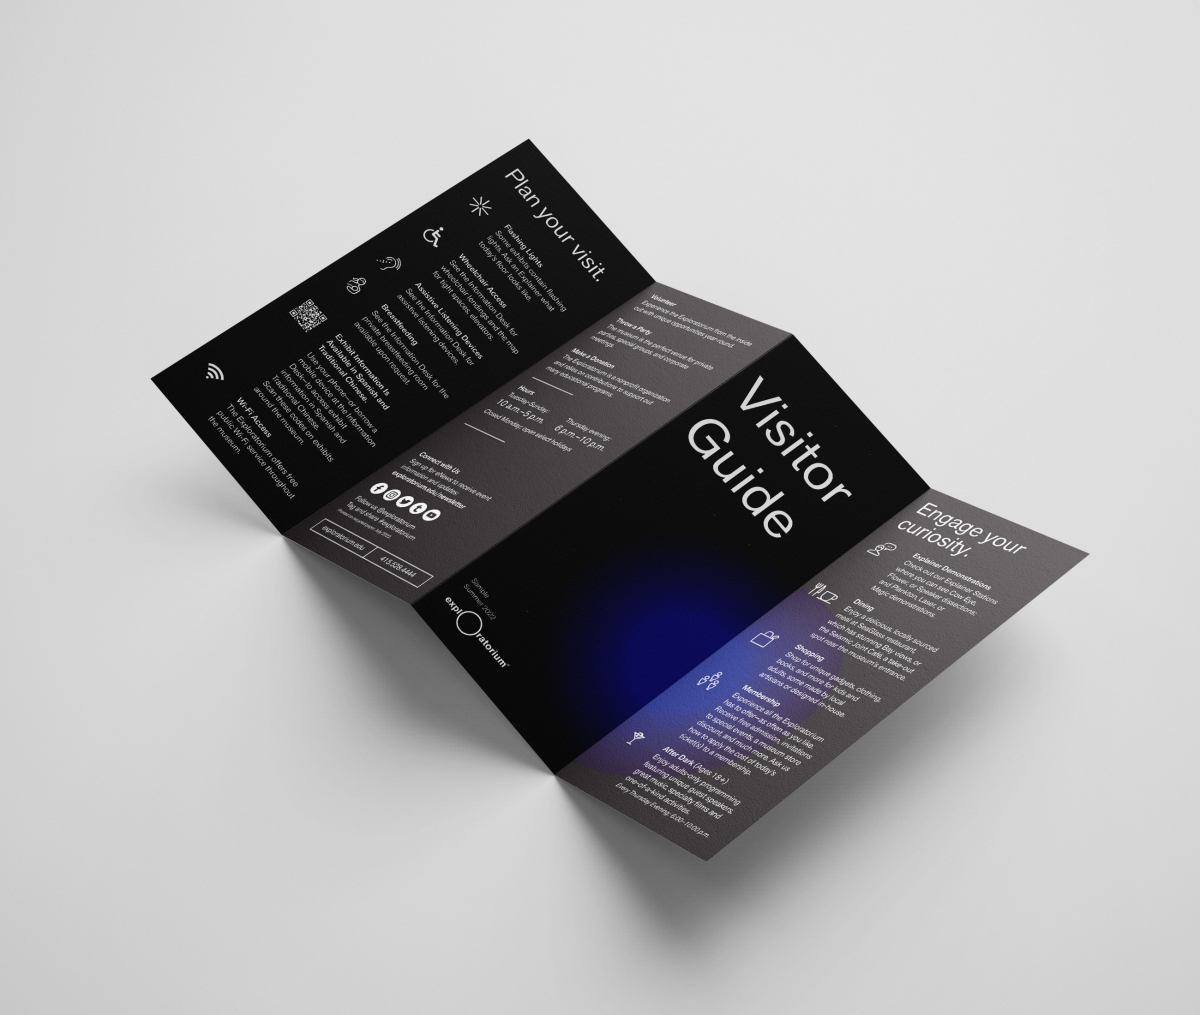 Plan your visit.
Flashing Lights
Some exhibits contain flashing
lights. Ask an Explainer what
today's floor looks like.
Wheelchair Access
See the Information Desk for
wheelchair lendings and the map
for tight spaces, elevators.
Assistive Listening Devices
See the Information Desk for
assistive listening devices.
Breastfeeding
See the Information Desk for the
private breastfeeding room
available upon request.
Exhibit Information Is
Available in Spanish and
Traditional Chinese.
Use your phone—or borrow a
mobile device at the Information
Desk—to access exhibit
information in Spanish and
Traditional Chinese.
Scan these codes on exhibits
around the museum.
Wi-Fi Access
The Exploratorium offers free
public Wi-Fi service throughout
the museum.
Volunteer
Experience the Exploratorium from the inside
out with unique opportunities year-round.
Throw a Party
The museum is the perfect venue for private
parties, special groups, and corporate
meetings.
Make a Donation
The Exploratorium is a nonprofit organization
and relies on contributions to support our
many educational programs.
Hours
Tuesday–Sunday:
10 a.m.–5 p.m.
Thursday evening:
6 p.m.–10 p.m.
Closed Monday; open select holidays
Connect with Us
Sign up for eNews to receive event
information and updates:
exploratorium.edu/newsletter
Follow us @exploratorium
Tag and share #exploratorium
exploratorium.edu
415.528.4444
Visitor
Guide
Sample
Summer 2022
explOratorium®
Engage your
curiosity.
Explainer Demonstrations
Check out our Explainer Stations
where you can see Cow Eye,
Flower, or Speaker dissections;
and Plankton, Laser, or
Magic demonstrations.
Dining
Enjoy a delicious, locally sourced
meal at SeaGlass restaurant,
which has stunning Bay views, or
the Seismic Joint Café, a take-out
spot near the museum's entrance.
Shopping
Shop for unique gadgets, clothing,
books, and more for kids and
adults, some made by local
artisans or designed in-house.
Membership
Experience all the Exploratorium
has to offer—as often as you like.
Receive free admission, invitations
to special events, a museum store
discount, and much more. Ask us
how to apply the cost of today's
ticket(s) to a membership.
After Dark (Ages 18+)
Enjoy adults-only programming
featuring unique guest speakers,
great music, specialty films and
one-of-a-kind activities.
Every Thursday Evening: 6:00–10:00 p.m.